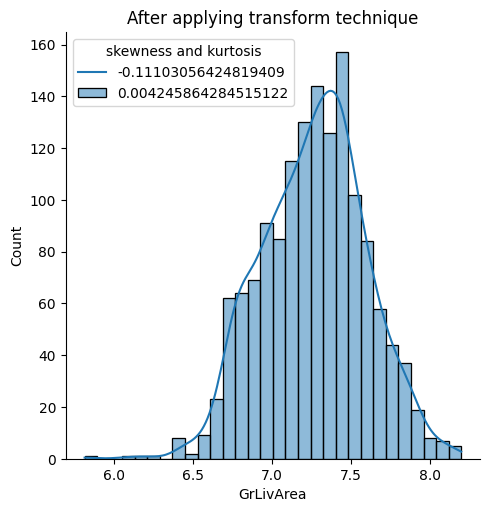 After applying transform technique
skewness and kurtosis
-0.11103056424819409
0.004245864284515122
160
140
120
100
80
60
40
20
0
Count
6.0 6.5 7.0 7.5 8.0
GrLivArea